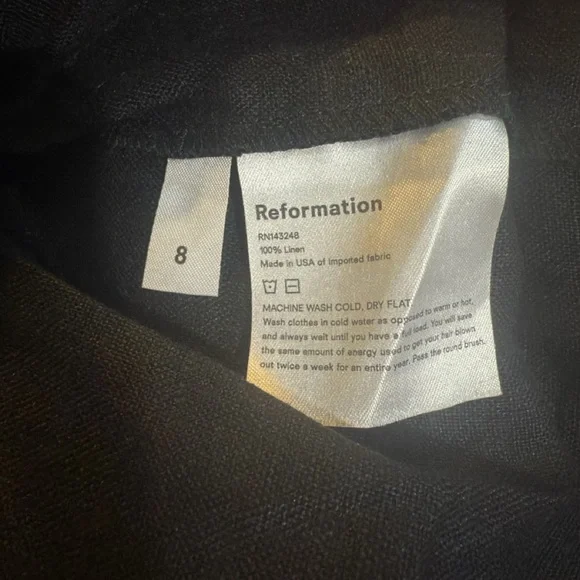 8
Reformation
RN143248
100% Linen
Made in USA of imported fabric
MACHINE WASH COLD, DRY FLAT
Wash clothes in cold water as opposed to warm or hot,
and always wait until you have a full load. You will save
the same amount of energy used to get your hair blown
out twice a week for an entire year. Pass the round brush.